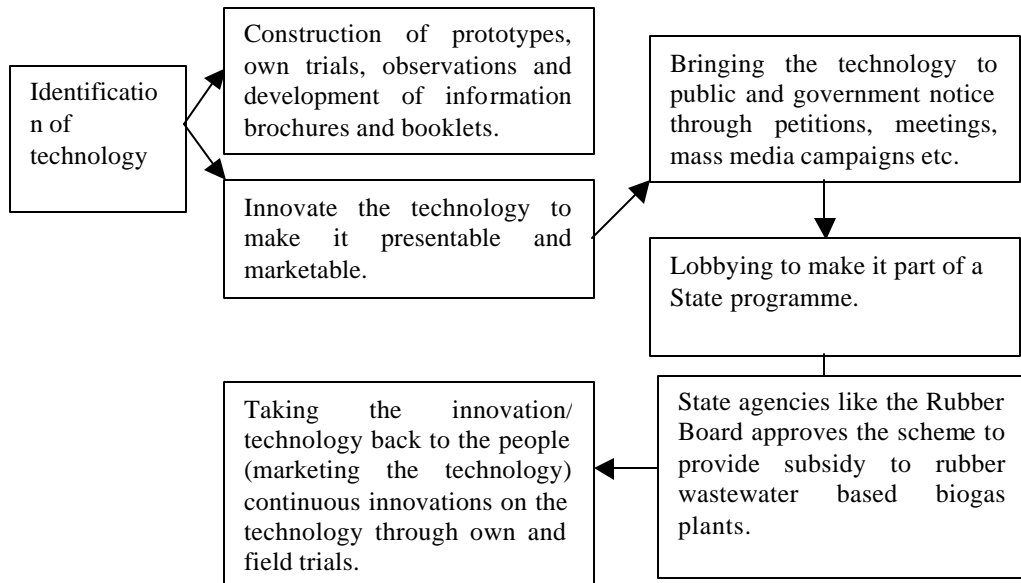 Identificatio
n of
technology
Construction of prototypes,
own trials, observations and
development of information
brochures and booklets.
Innovate the technology to
make it presentable and
marketable.
Bringing the technology to
public and government notice
through petitions, meetings,
mass media campaigns etc.
Lobbying to make it part of a
State programme.
State agencies like the Rubber
Board approves the scheme to
provide subsidy to rubber
wastewater based biogas
plants.
Taking the innovation/
technology back to the people
(marketing the technology)
continuous innovations on the
technology through own and
field trials.